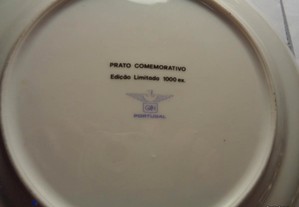 PRATO COMEMORATIVO
Edição Limitada 1000 ex.
PORTUGAL